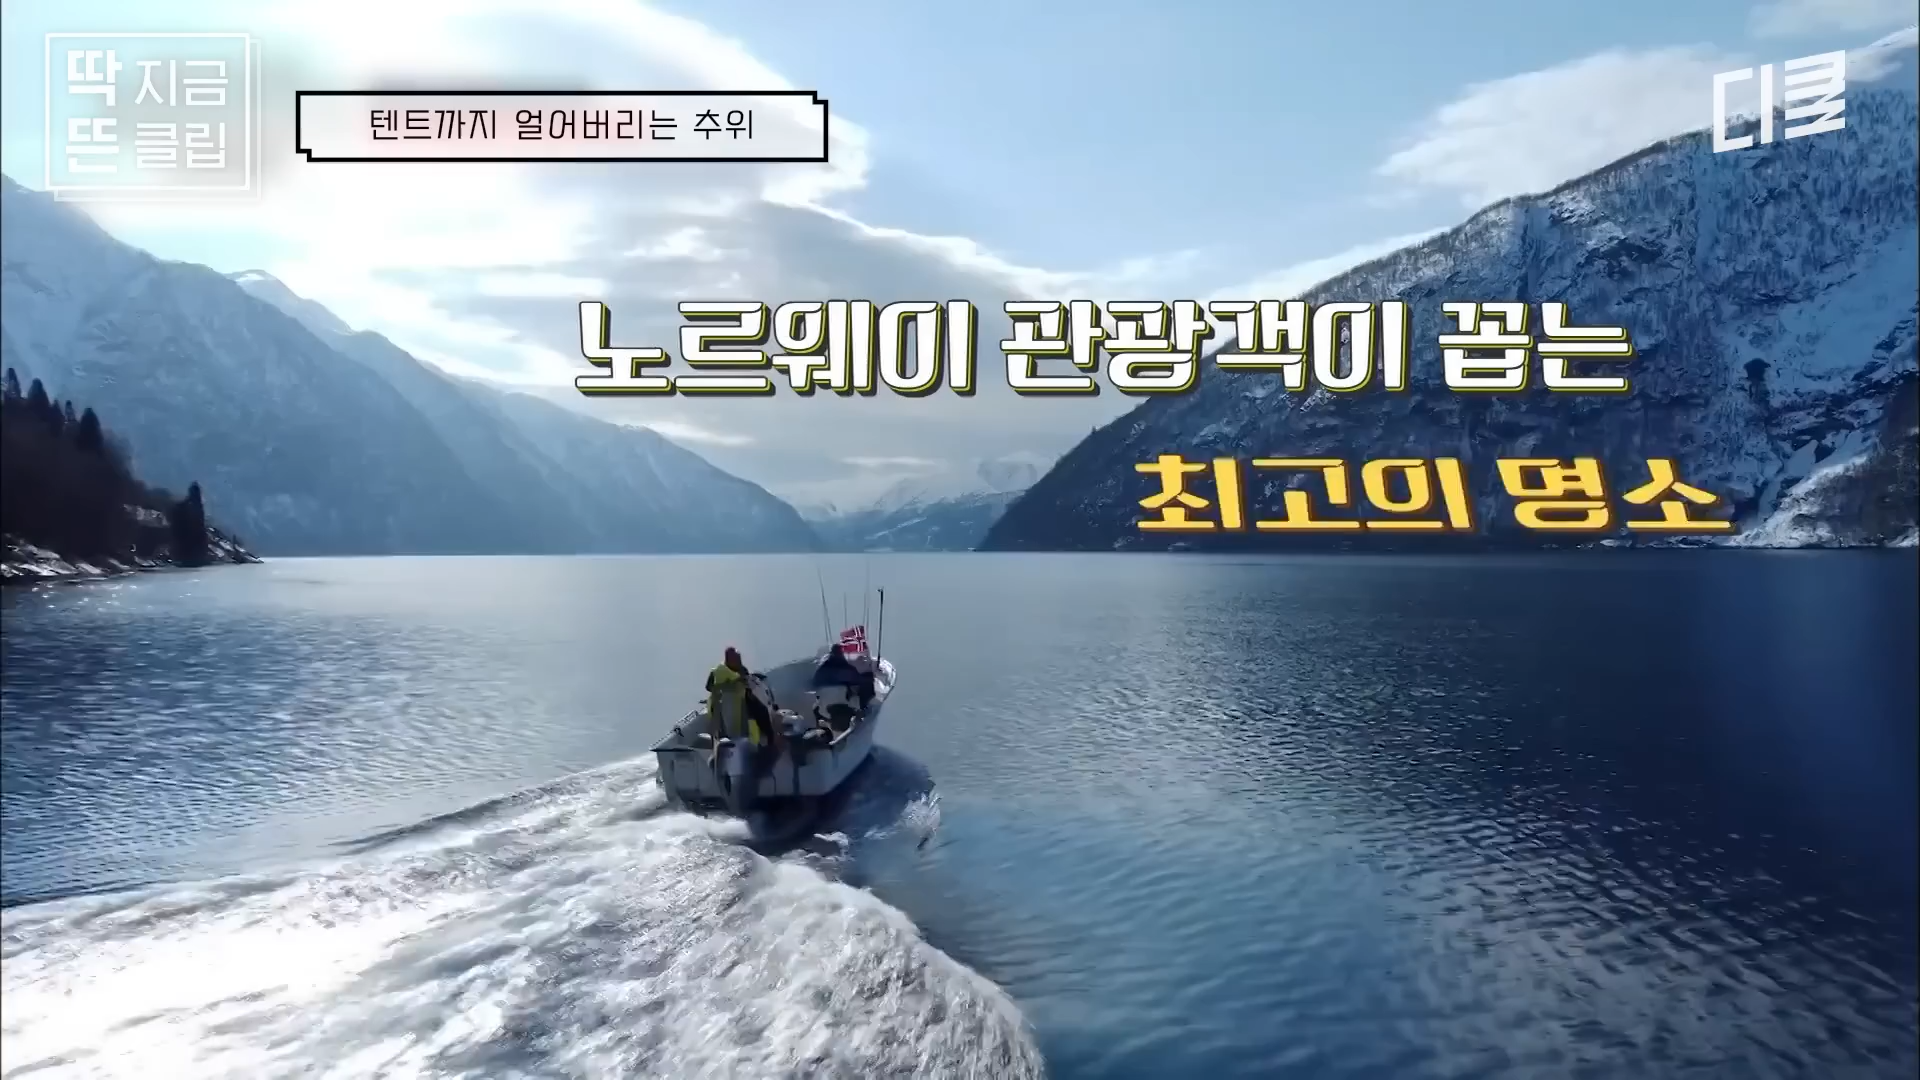 딱 지금
뜬 클립
텐트까지 얼어버리는 추위
디클
노르웨이 관광객이 꼽는
최고의 명소